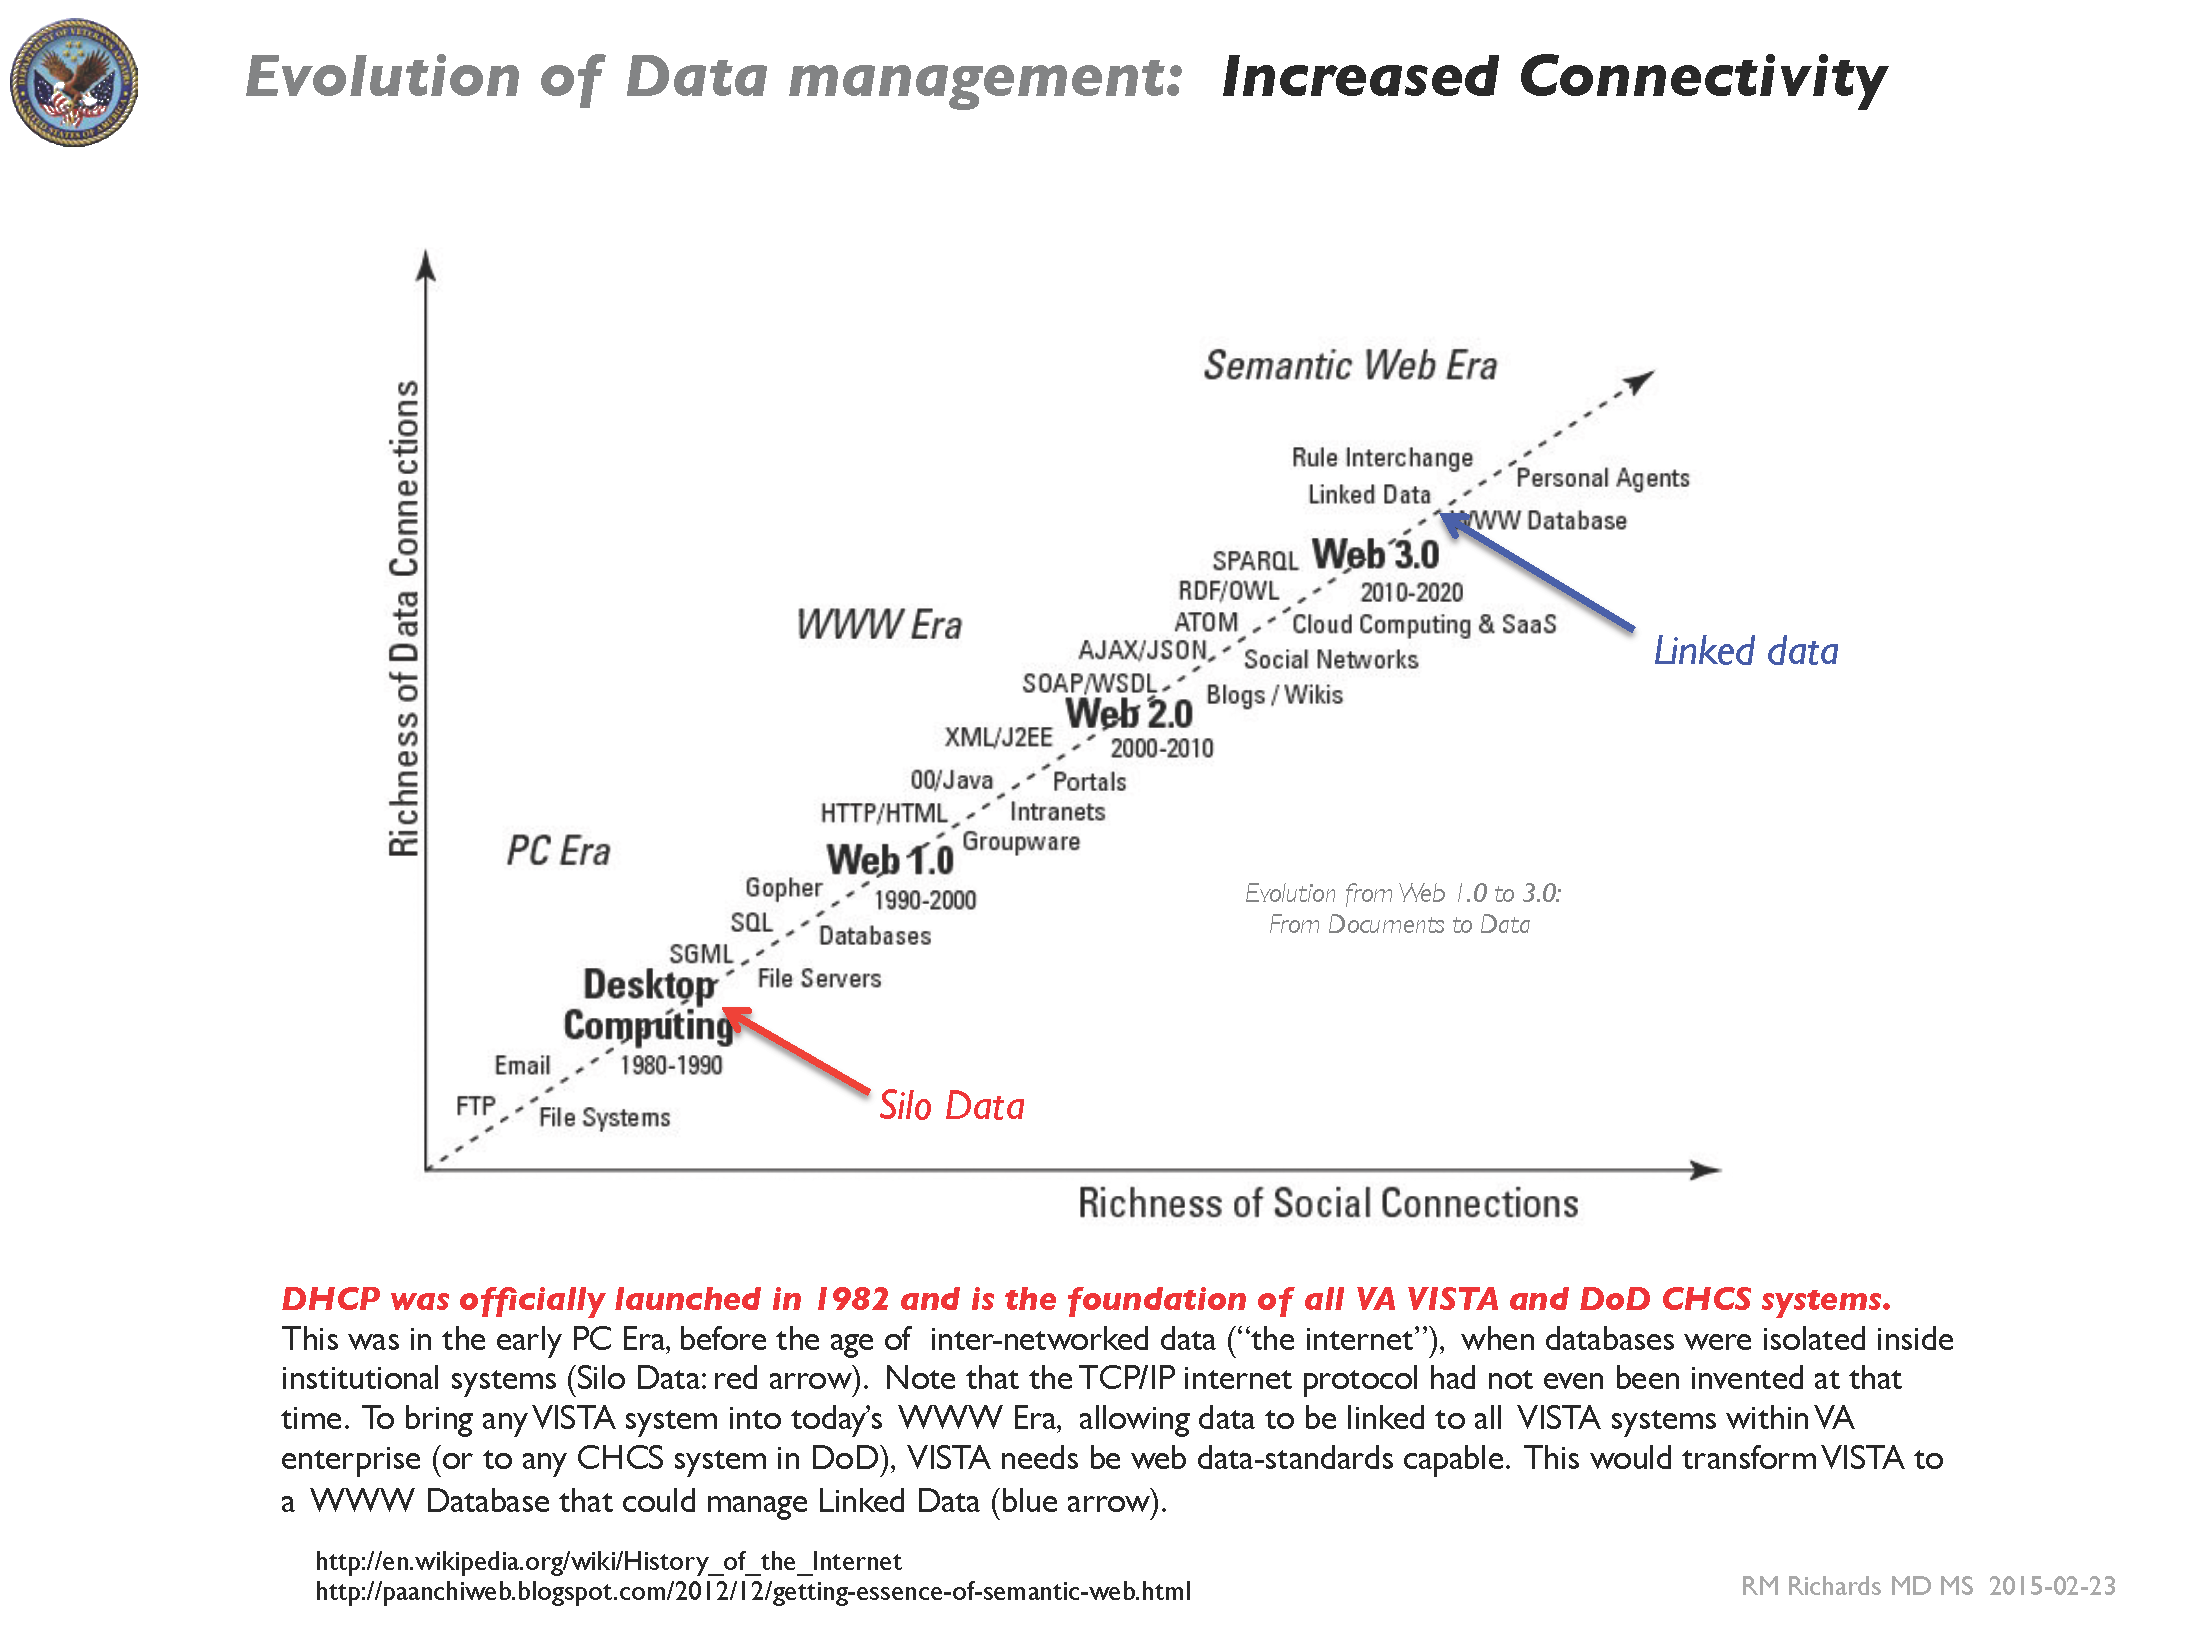 DEPARTMENT OF VETERANS AFFAIRS
UNITED STATES OF AMERICA
Evolution of Data management: Increased Connectivity
Richness of Data Connections
Semantic Web Era
Rule Interchange
Personal Agents
Linked Data
WWW Database
SPARQL
Web 3.0
RDF/OWL
2010-2020
WWW Era
ATOM
Cloud Computing & SaaS
AJAX/JSON
Social Networks
Linked data
SOAP/WSDL
Blogs / Wikis
Web 2.0
XML/J2EE
2000-2010
OO/Java
Portals
HTTP/HTML
Intranets
PC Era
Groupware
Web 1.0
Gopher
1990-2000
Evolution from Web 1.0 to 3.0:
From Documents to Data
SQL
Databases
SGML
File Servers
Desktop
Computing
Email
1980-1990
FTP
File Systems
Silo Data
Richness of Social Connections
DHCP was officially launched in 1982 and is the foundation of all VA VISTA and DoD CHCS systems.
This was in the early PC Era, before the age of inter-networked data (“the internet”), when databases were isolated inside
institutional systems (Silo Data: red arrow). Note that the TCP/IP internet protocol had not even been invented at that
time. To bring any VISTA system into today’s WWW Era, allowing data to be linked to all VISTA systems within VA
enterprise (or to any CHCS system in DoD), VISTA needs be web data-standards capable. This would transform VISTA to
a WWW Database that could manage Linked Data (blue arrow).
http://en.wikipedia.org/wiki/History_of_the_Internet
http://paanchiweb.blogspot.com/2012/12/getting-essence-of-semantic-web.html
RM Richards MD MS 2015-02-23